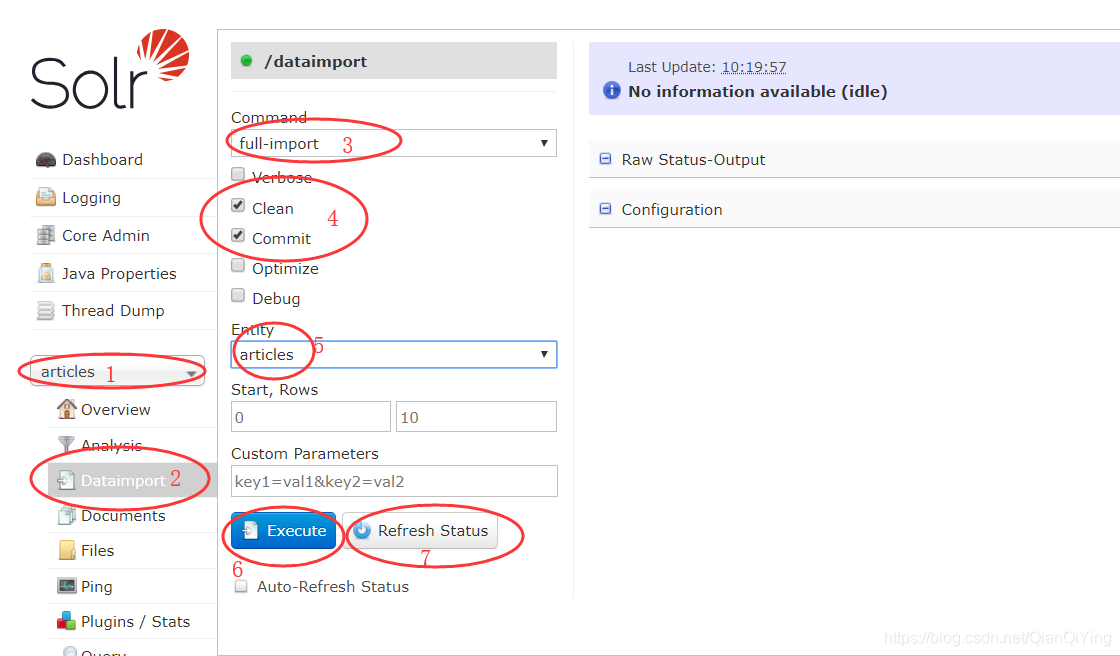 Solr
Dashboard
Logging
Core Admin
Java Properties
Thread Dump
articles 1
Overview
Analysis
Dataimport 2
Documents
Files
Ping
Plugins / Stats
Query
/dataimport
Command
full-import 3
Verbose
Clean
4
Commit
Optimize
Debug
Entity
articles 5
Start, Rows
0 10
Custom Parameters
key1=val1&key2=val2
Execute Refresh Status
6 7
Auto-Refresh Status
Last Update: 10:19:57
No information available (idle)
Raw Status-Output
Configuration
https://blog.csdn.net/QianQiYing